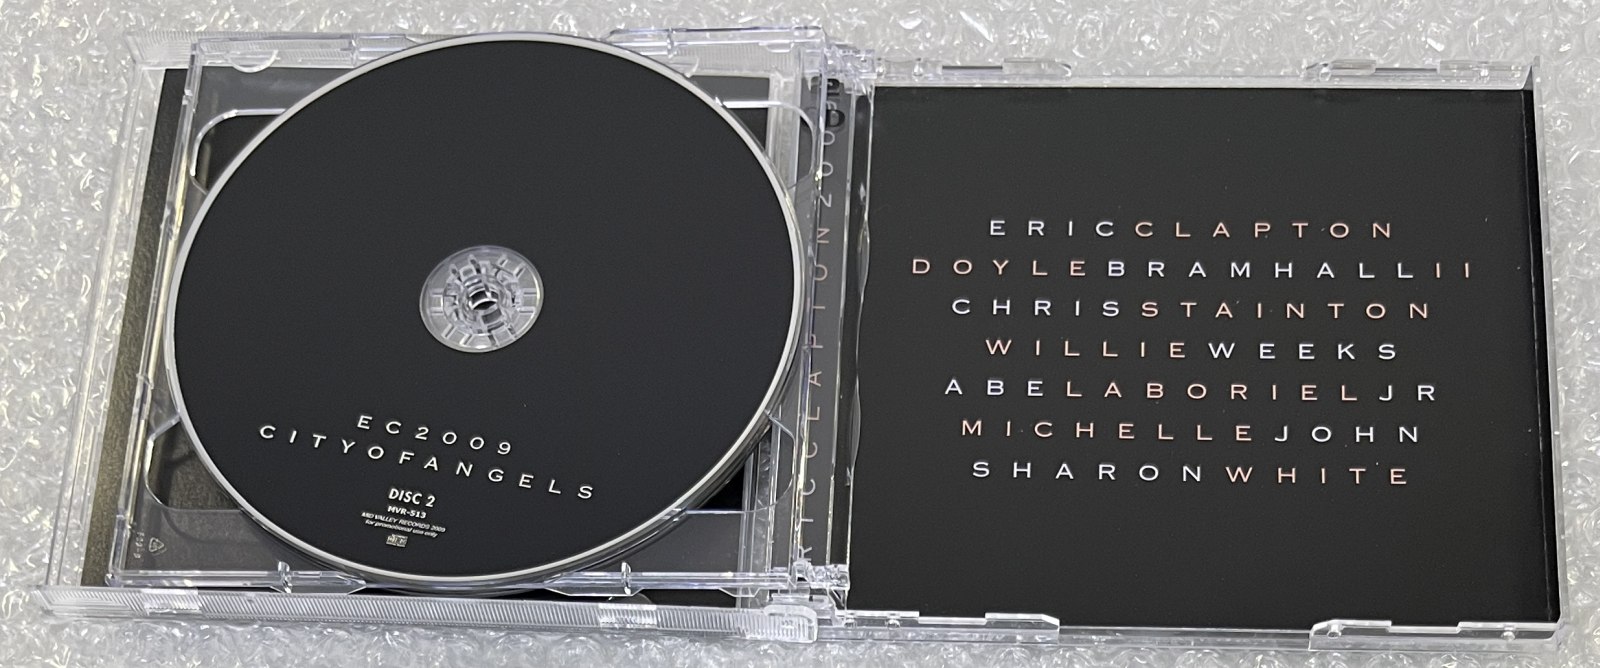 EC2009
CITYOFANGELS
DISC 2
MVR-513
MID VALLEY RECORDS 2009
for promotional use only
ERICCLAPTON
DOYLEBRAMHALLII
CHRISSTAINTON
WILLIEWEEKS
ABELABORIELJR
MICHELLEJOHN
SHARONWHITE
ERICCLAPTON2009